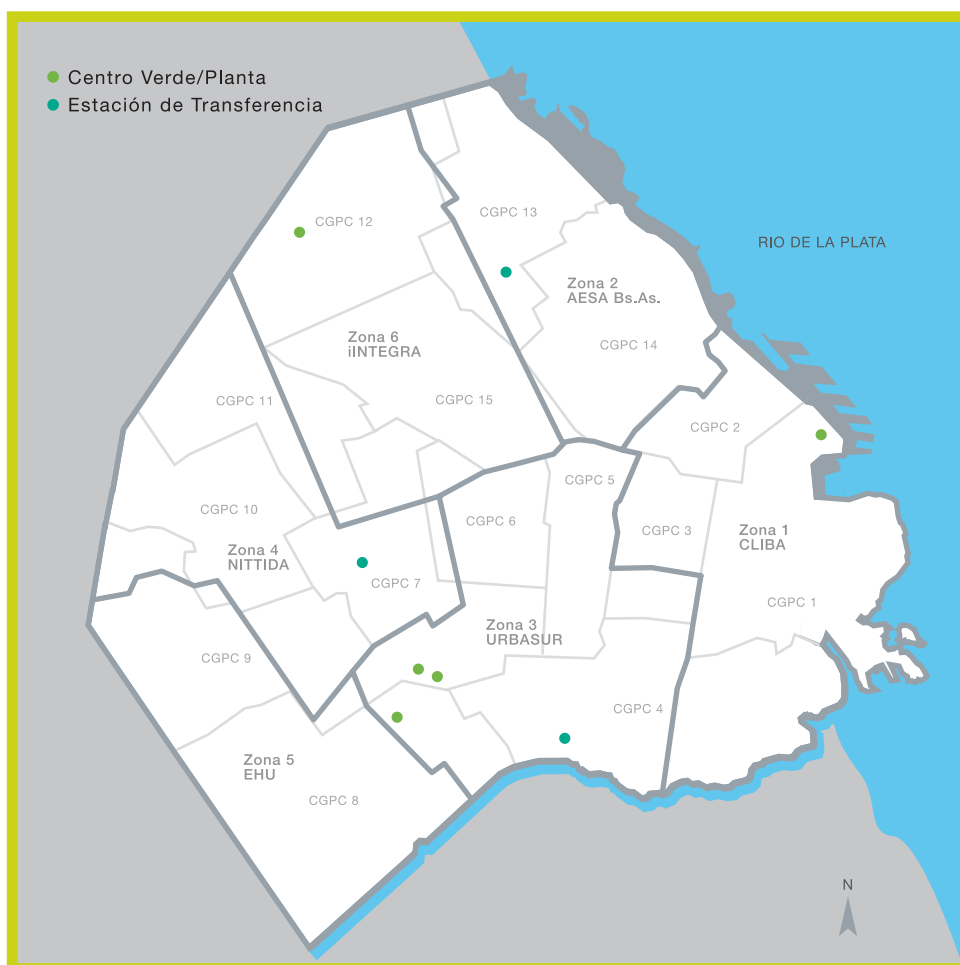 Centro Verde/Planta
Estación de Transferencia
CGPC 12
CGPC 13
RIO DE LA PLATA
Zona 2
AESA Bs.As.
Zona 6
iINTEGRA
CGPC 14
CGPC 11
CGPC 15
CGPC 2
CGPC 5
CGPC 10
CGPC 6
CGPC 3
Zona 1
CLIBA
Zona 4
NITTIDA
CGPC 7
CGPC 1
Zona 3
URBASUR
CGPC 9
CGPC 4
Zona 5
EHU
CGPC 8
N